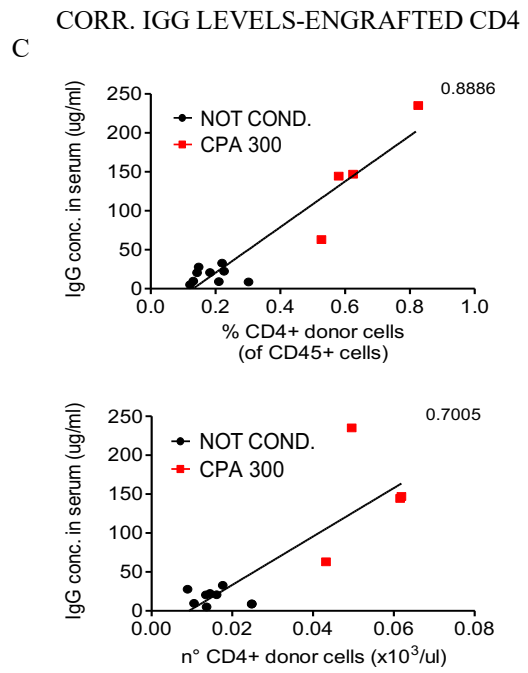 CORR. IGG LEVELS-ENGRAFTED CD4
C
0.8886
250
200
150
100
50
0
IgG conc. in serum (ug/ml)
NOT COND.
CPA 300
0.0 0.2 0.4 0.6 0.8 1.0
% CD4+ donor cells
(of CD45+ cells)
0.7005
250
200
150
100
50
0
IgG conc. in serum (ug/ml)
NOT COND.
CPA 300
0.00 0.02 0.04 0.06 0.08
n° CD4+ donor cells (x10³/ul)